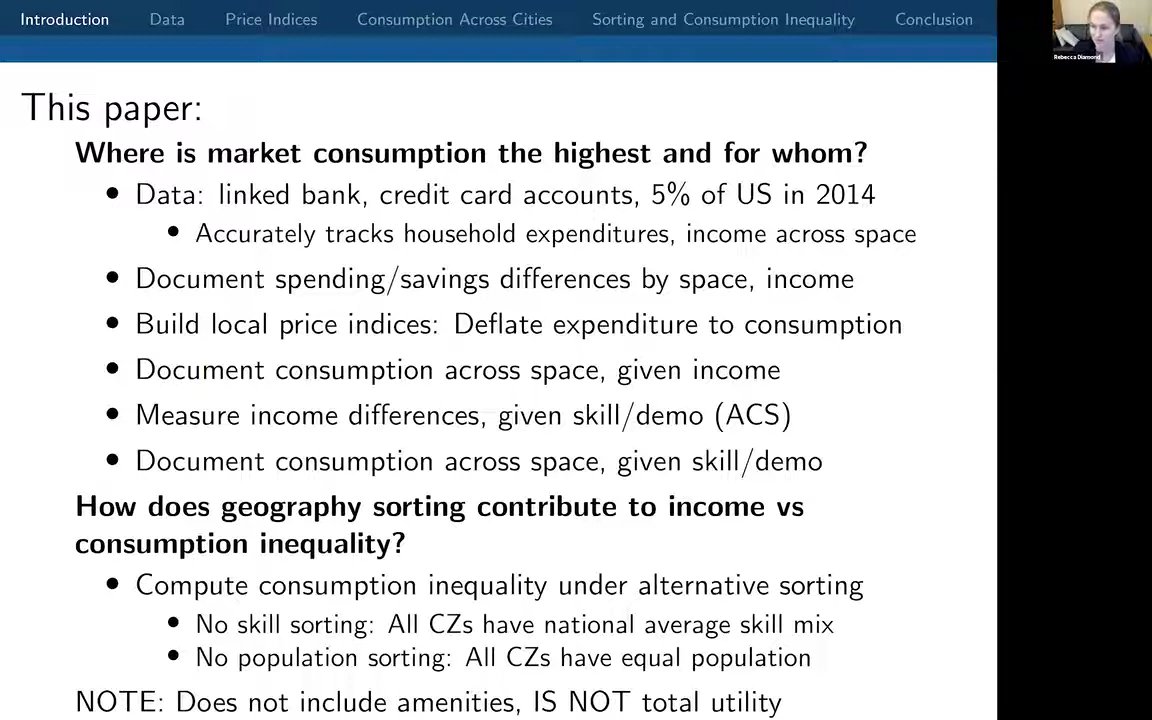 Introduction Data Price Indices Consumption Across Cities Sorting and Consumption Inequality Conclusion
Rebecca Diamond
This paper:
Where is market consumption the highest and for whom?
• Data: linked bank, credit card accounts, 5% of US in 2014
• Accurately tracks household expenditures, income across space
• Document spending/savings differences by space, income
• Build local price indices: Deflate expenditure to consumption
• Document consumption across space, given income
• Measure income differences, given skill/demo (ACS)
• Document consumption across space, given skill/demo
How does geography sorting contribute to income vs
consumption inequality?
• Compute consumption inequality under alternative sorting
• No skill sorting: All CZs have national average skill mix
• No population sorting: All CZs have equal population
NOTE: Does not include amenities, IS NOT total utility